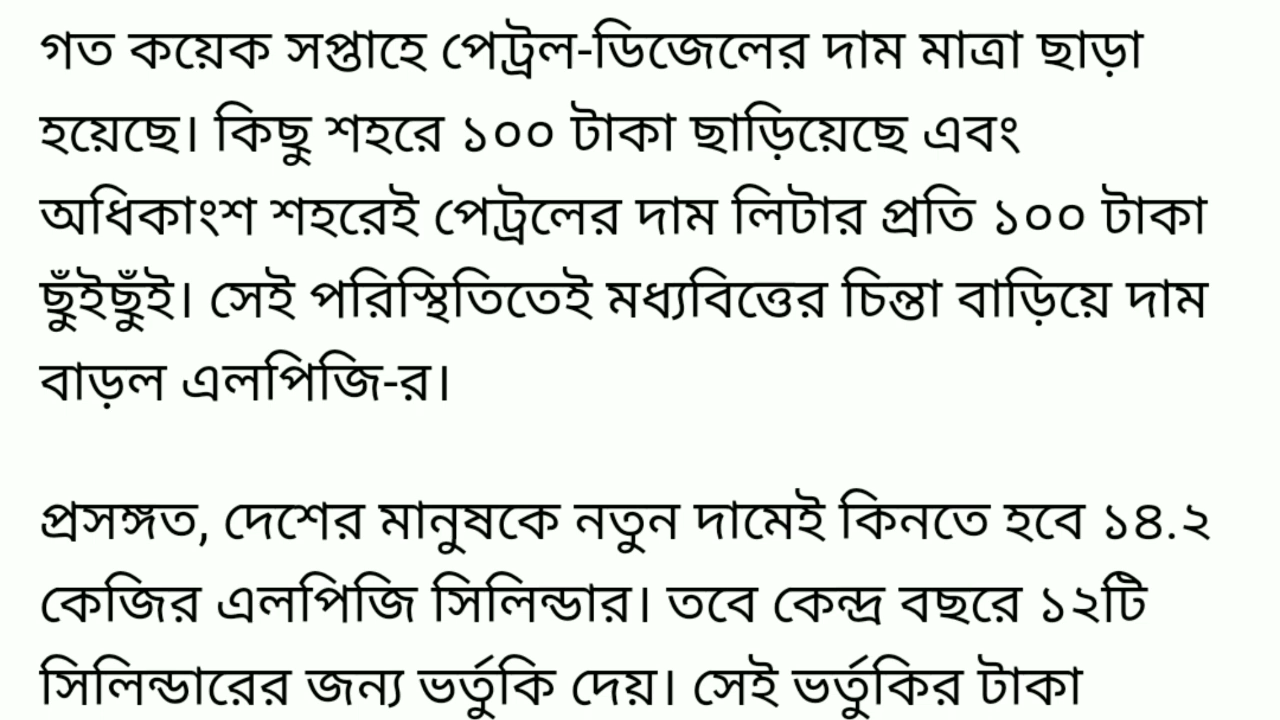 গত কয়েক সপ্তাহে পেট্রল-ডিজেলের দাম মাত্রা ছাড়া
হয়েছে। কিছু শহরে ১০০ টাকা ছাড়িয়েছে এবং
অধিকাংশ শহরেই পেট্রলের দাম লিটার প্রতি ১০০ টাকা
ছুঁইছুঁই। সেই পরিস্থিতিতেই মধ্যবিত্তের চিন্তা বাড়িয়ে দাম
বাড়ল এলপিজি-র।
প্রসঙ্গত, দেশের মানুষকে নতুন দামেই কিনতে হবে ১৪.২
কেজির এলপিজি সিলিন্ডার। তবে কেন্দ্র বছরে ১২টি
সিলিন্ডারের জন্য ভর্তুকি দেয়। সেই ভর্তুকির টাকা